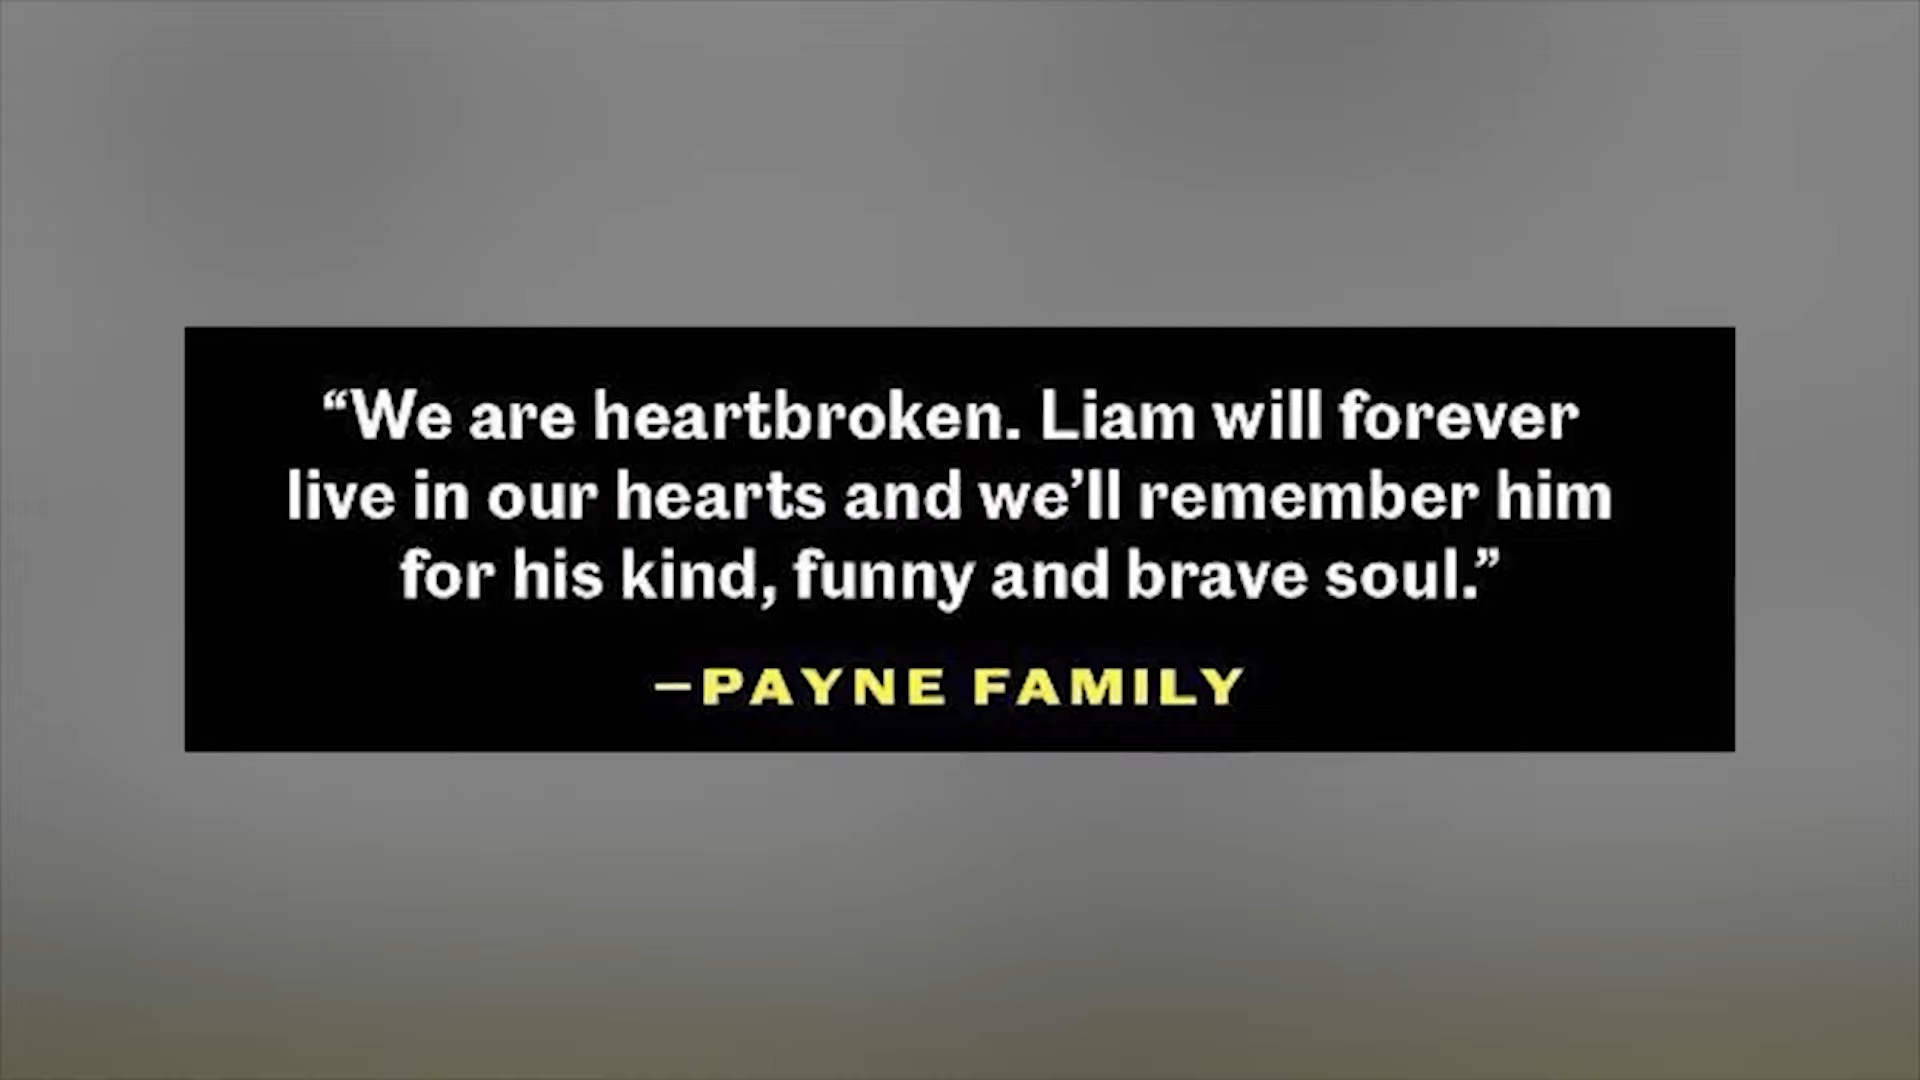 “We are heartbroken. Liam will forever
live in our hearts and we’ll remember him
for his kind, funny and brave soul.”
–PAYNE FAMILY